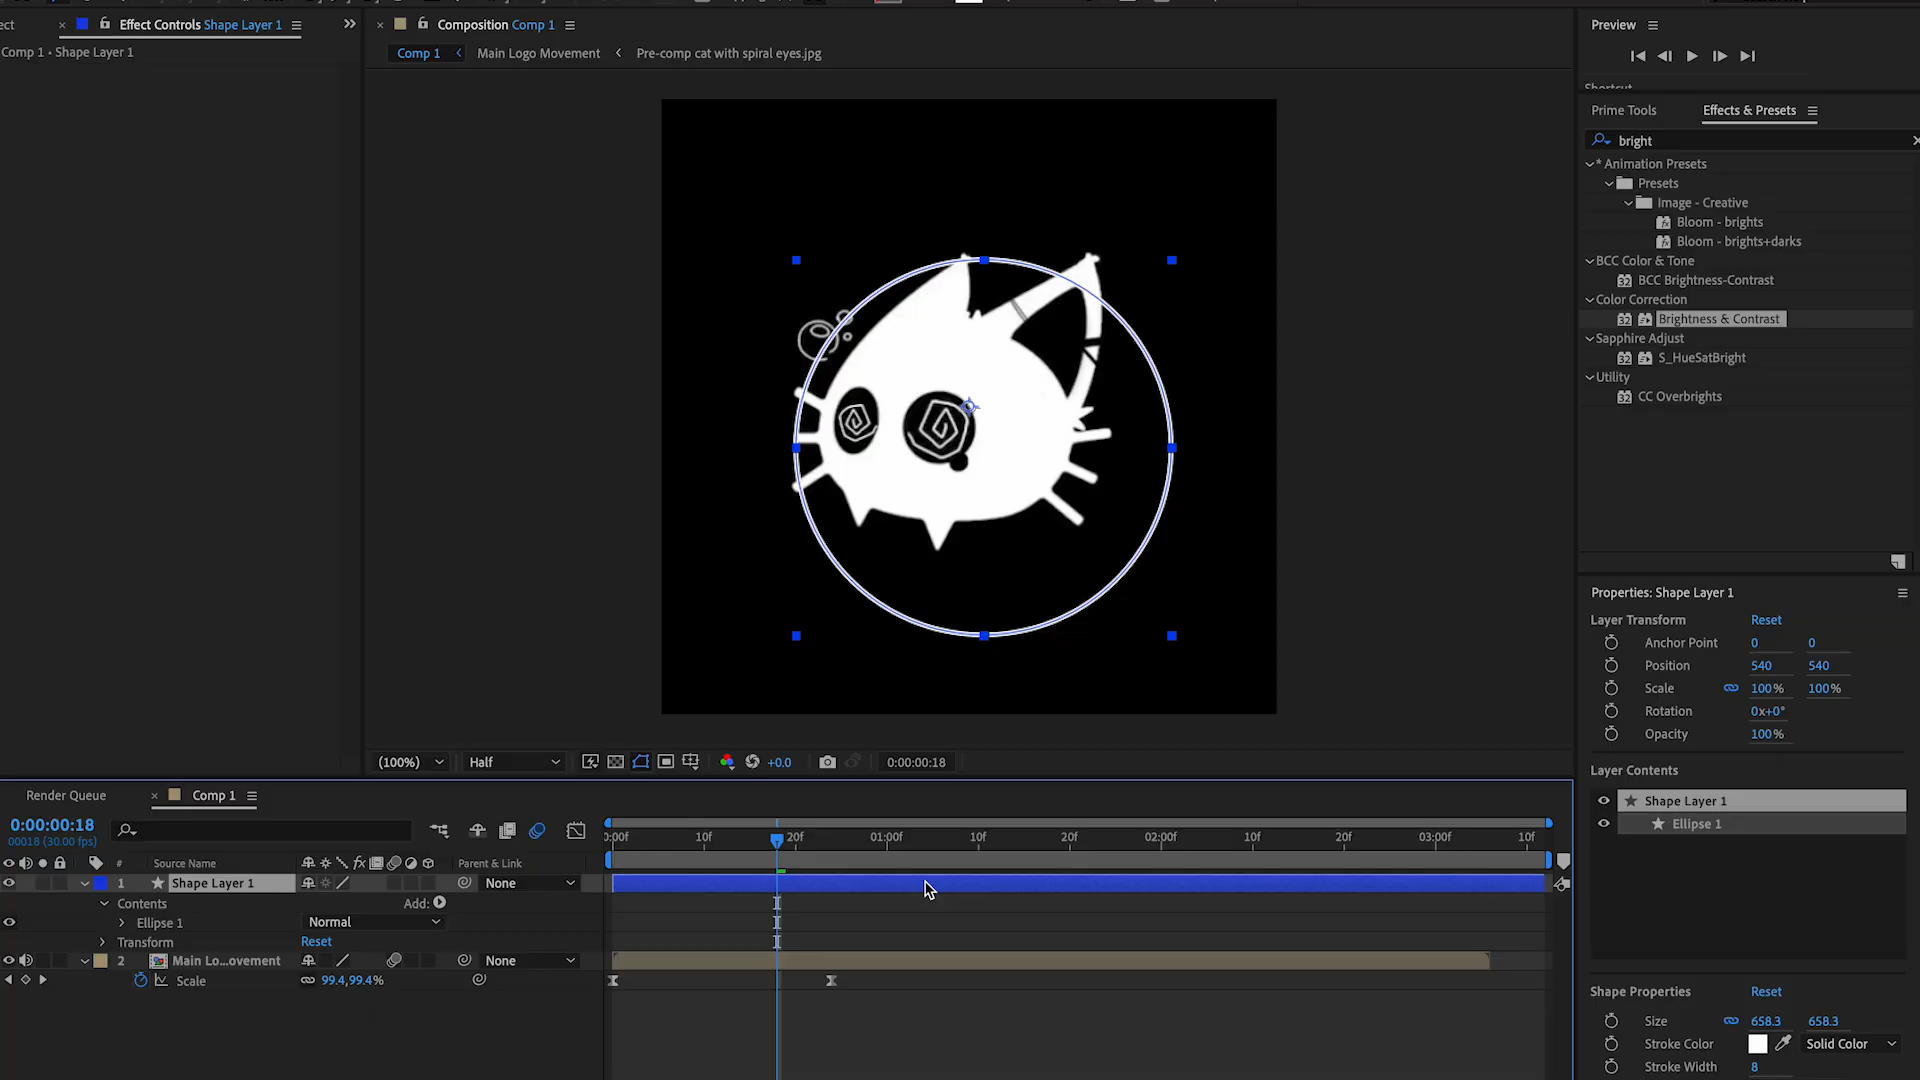 ect
Effect Controls Shape Layer 1
Comp 1 • Shape Layer 1
Composition Comp 1
Comp 1 Main Logo Movement Pre-comp cat with spiral eyes.jpg
Preview
Shortcut
Prime Tools Effects & Presets
bright
* Animation Presets
Presets
Image - Creative
Bloom - brights
Bloom - brights+darks
BCC Color & Tone
32 BCC Brightness-Contrast
Color Correction
32 Brightness & Contrast
Sapphire Adjust
32 S_HueSatBright
Utility
32 CC Overbrights
Properties: Shape Layer 1
Layer Transform Reset
Anchor Point 0 0
Position 540 540
Scale 100% 100%
Rotation 0x+0°
Opacity 100%
Layer Contents
Shape Layer 1
Ellipse 1
Shape Properties Reset
Size 658.3 658.3
Stroke Color Solid Color
Stroke Width 8
(100%) Half +0.0 0:00:00:18
Render Queue Comp 1
0:00:00:18
00018 (30.00 fps)
0:00f 10f 20f 01:00f 10f 20f 02:00f 10f 20f 03:00f 10f
# Source Name fx Parent & Link
1 Shape Layer 1 None
Contents Add:
Ellipse 1 Normal
Transform Reset
2 Main Lo...ovement None
Scale 99.4,99.4%